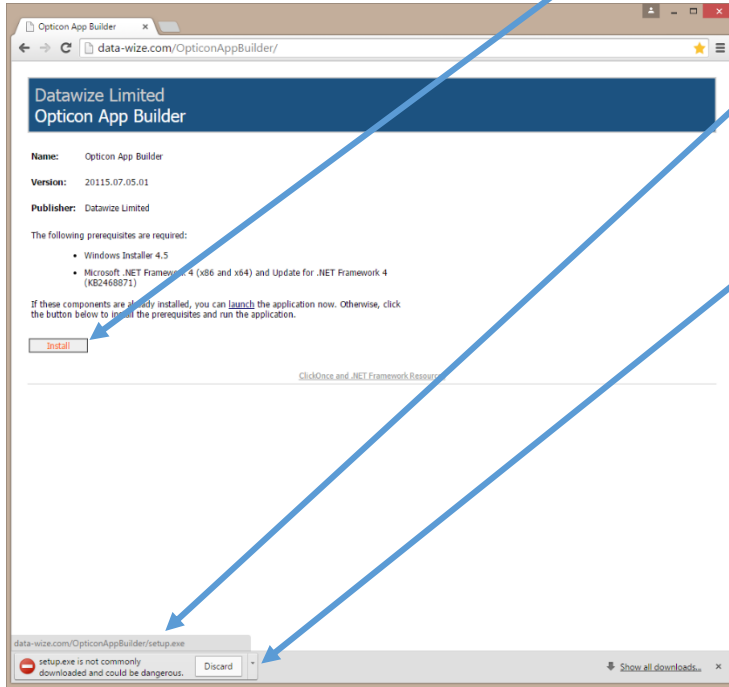 Opticon App Builder
data-wize.com/OpticonAppBuilder/
Datawize Limited
Opticon App Builder
Name: Opticon App Builder
Version: 20115.07.05.01
Publisher: Datawize Limited
The following prerequisites are required:
• Windows Installer 4.5
• Microsoft .NET Framework 4 (x86 and x64) and Update for .NET Framework 4
(KB2468871)
If these components are already installed, you can launch the application now. Otherwise, click
the button below to install the prerequisites and run the application.
Install
ClickOnce and .NET Framework Resources
data-wize.com/OpticonAppBuilder/setup.exe
setup.exe is not commonly
downloaded and could be dangerous.
Discard
Show all downloads...